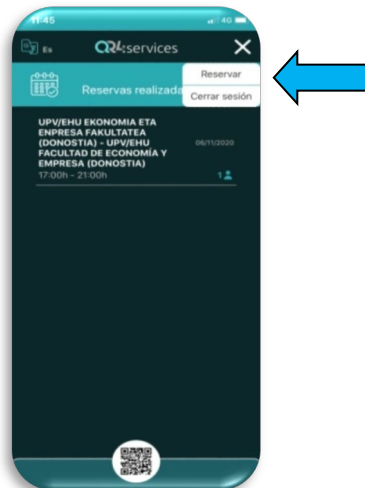 11:45
4G
Es
QR4:services
Reservar
Reservas realizada
Cerrar sesión
UPV/EHU EKONOMIA ETA
ENPRESA FAKULTATEA
(DONOSTIA) - UPV/EHU
FACULTAD DE ECONOMÍA Y
EMPRESA (DONOSTIA)
06/11/2020
17:00h - 21:00h
1